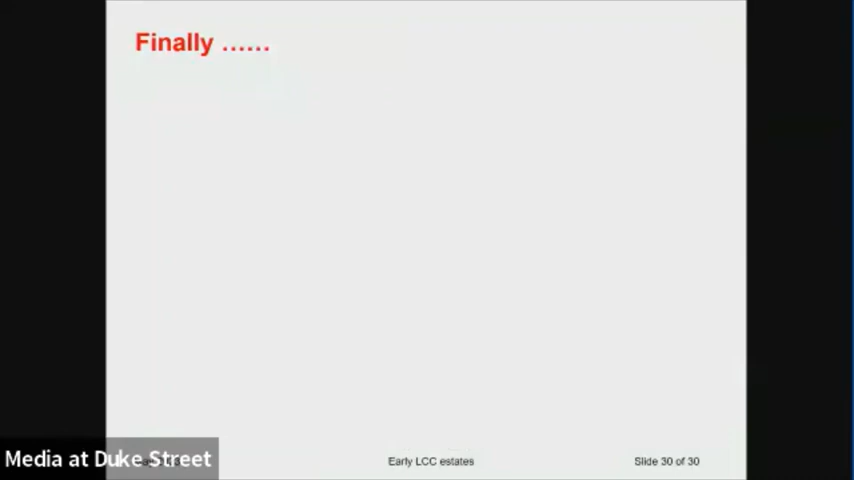 Finally ......
Media at Duke Street
Early LCC estates
Slide 30 of 30